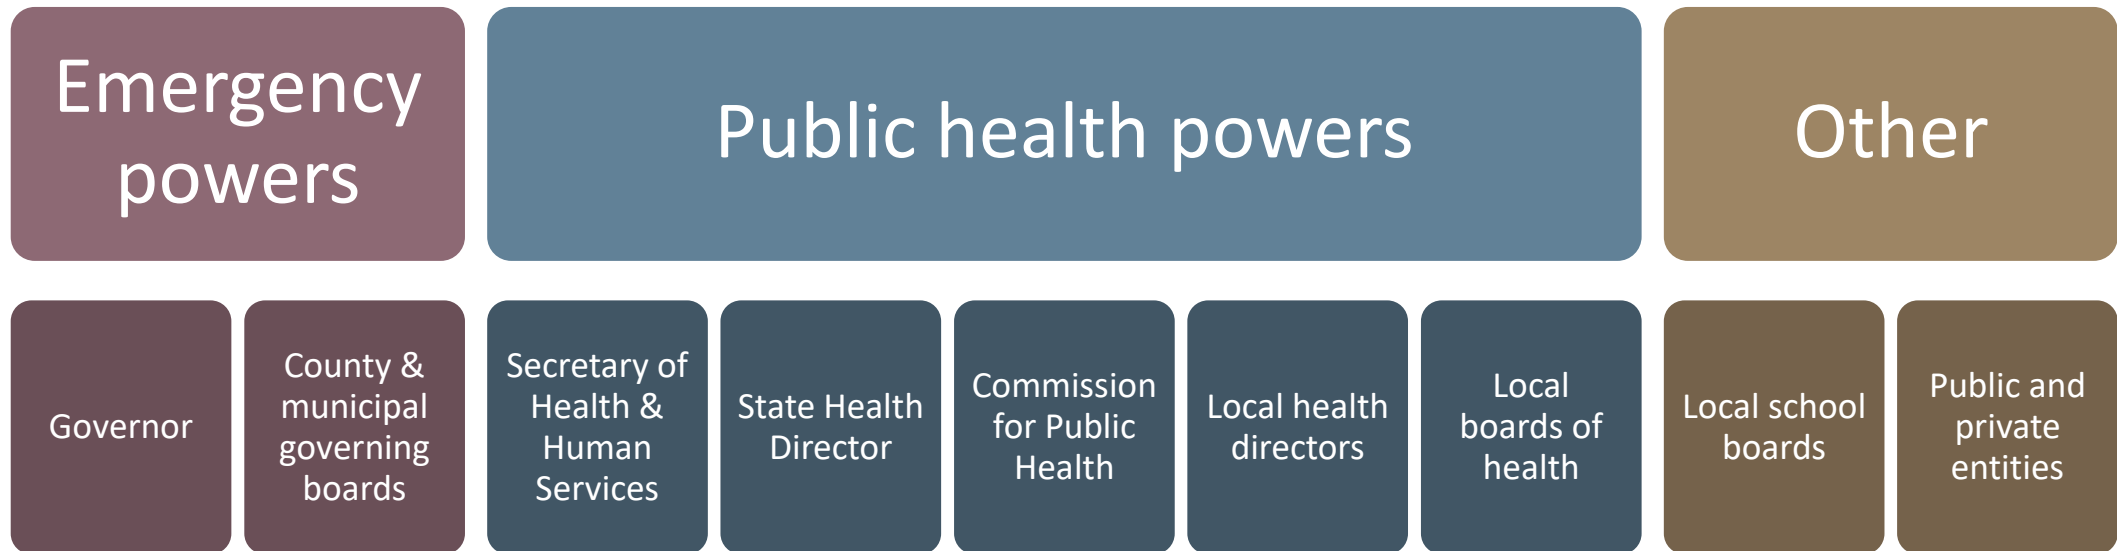 Emergency
powers
Public health powers
Other
Governor
County &
municipal
governing
boards
Secretary of
Health &
Human
Services
State Health
Director
Commission
for Public
Health
Local health
directors
Local
boards of
health
Local school
boards
Public and
private
entities